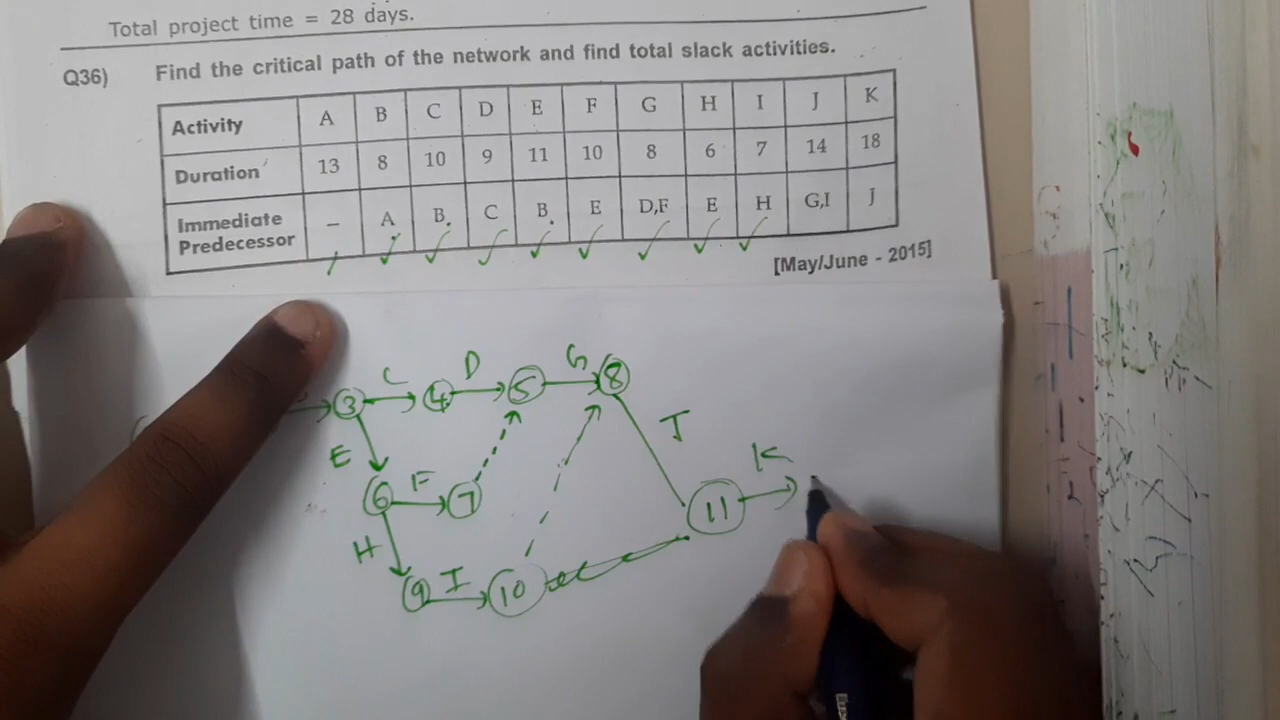 Total project time = 28 days.
Q36) Find the critical path of the network and find total slack activities.
Activity A B C D E F G H I J K
Duration 13 8 10 9 11 10 8 6 7 14 18
Immediate Predecessor – A B. C B. E D,F E H G,I J
[May/June - 2015]
3 C 4 D 5 G 8
E J
6 F 7 K
H 11
9 I 10